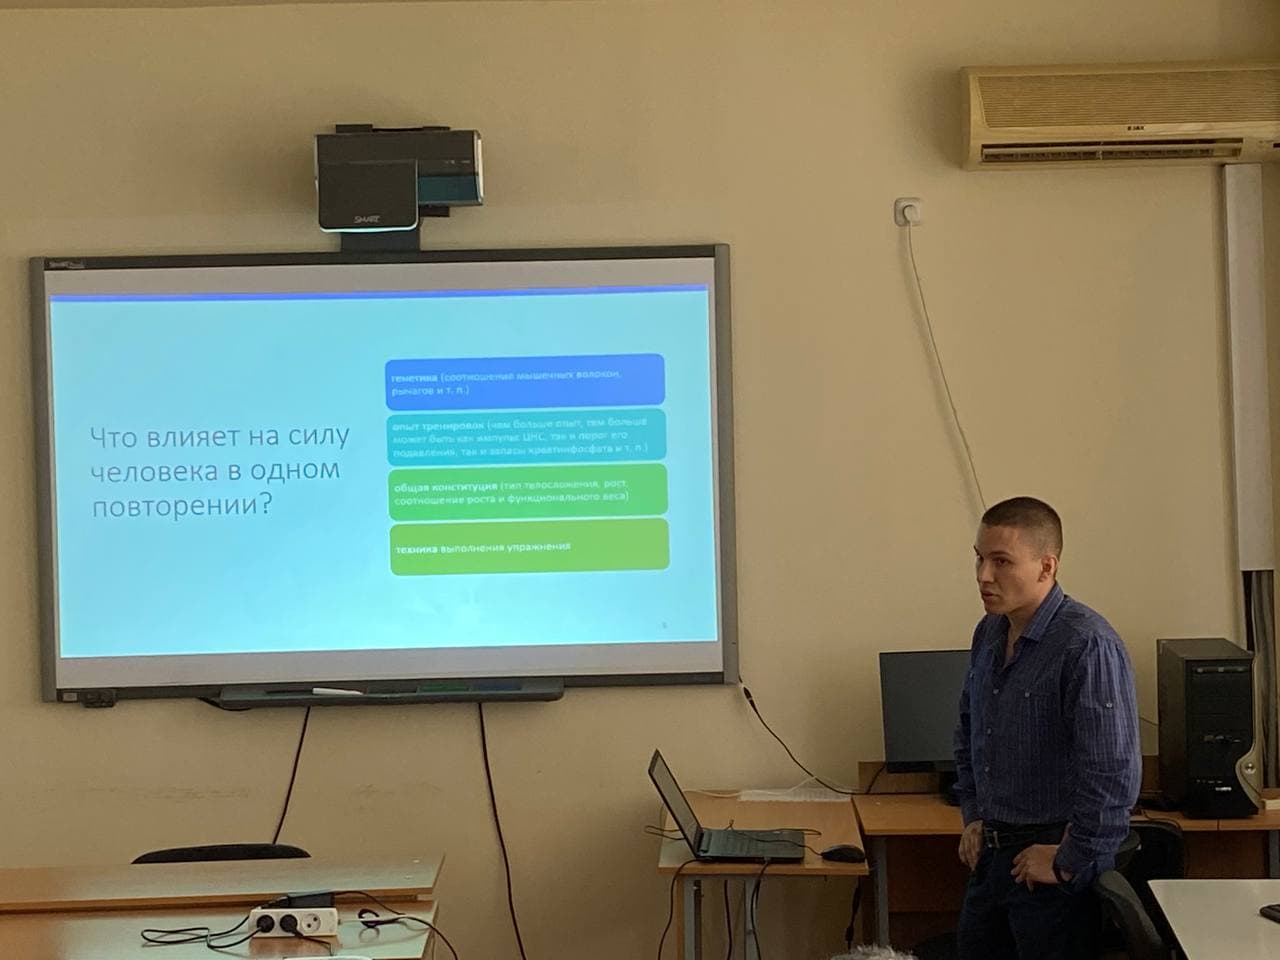 EJAX
SMART
Что влияет на силу
человека в одном
повторении?
генетика (соотношение мышечных волокон,
рычагов и т. п.)
опыт тренировок (чем больше опыт, тем больше
может быть как импульс ЦНС, так и порог его
подавления, так и запасы креатинфосфата и т. п.)
общая конституция (тип телосложения, рост,
соотношение роста и функционального веса)
техника выполнения упражнения